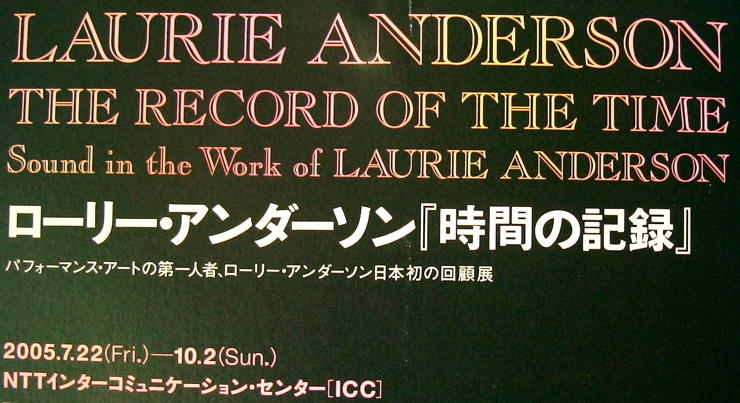 LAURIE ANDERSON
THE RECORD OF THE TIME
Sound in the Work of LAURIE ANDERSON
ローリー・アンダーソン『時間の記録』
パフォーマンス・アートの第一人者、ローリー・アンダーソン日本初の回顧展
2005.7.22(Fri.)—10.2(Sun.)
NTTインターコミュニケーション・センター[ICC]